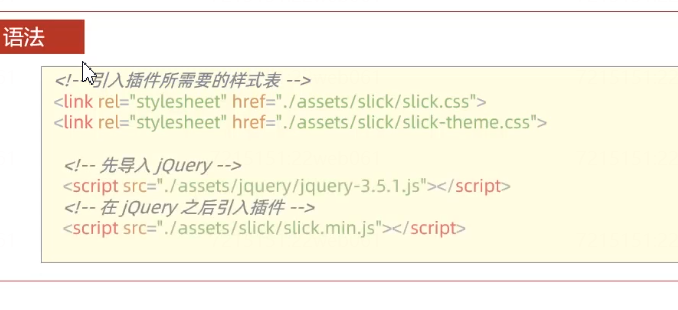 语法
<!-- 引入插件所需要的样式表 -->
<link rel="stylesheet" href="./assets/slick/slick.css">
<link rel="stylesheet" href="./assets/slick/slick-theme.css">
<!-- 先导入 jQuery -->
<script src="./assets/jquery/jquery-3.5.1.js"></script>
<!-- 在 jQuery 之后引入插件 -->
<script src="./assets/slick/slick.min.js"></script>